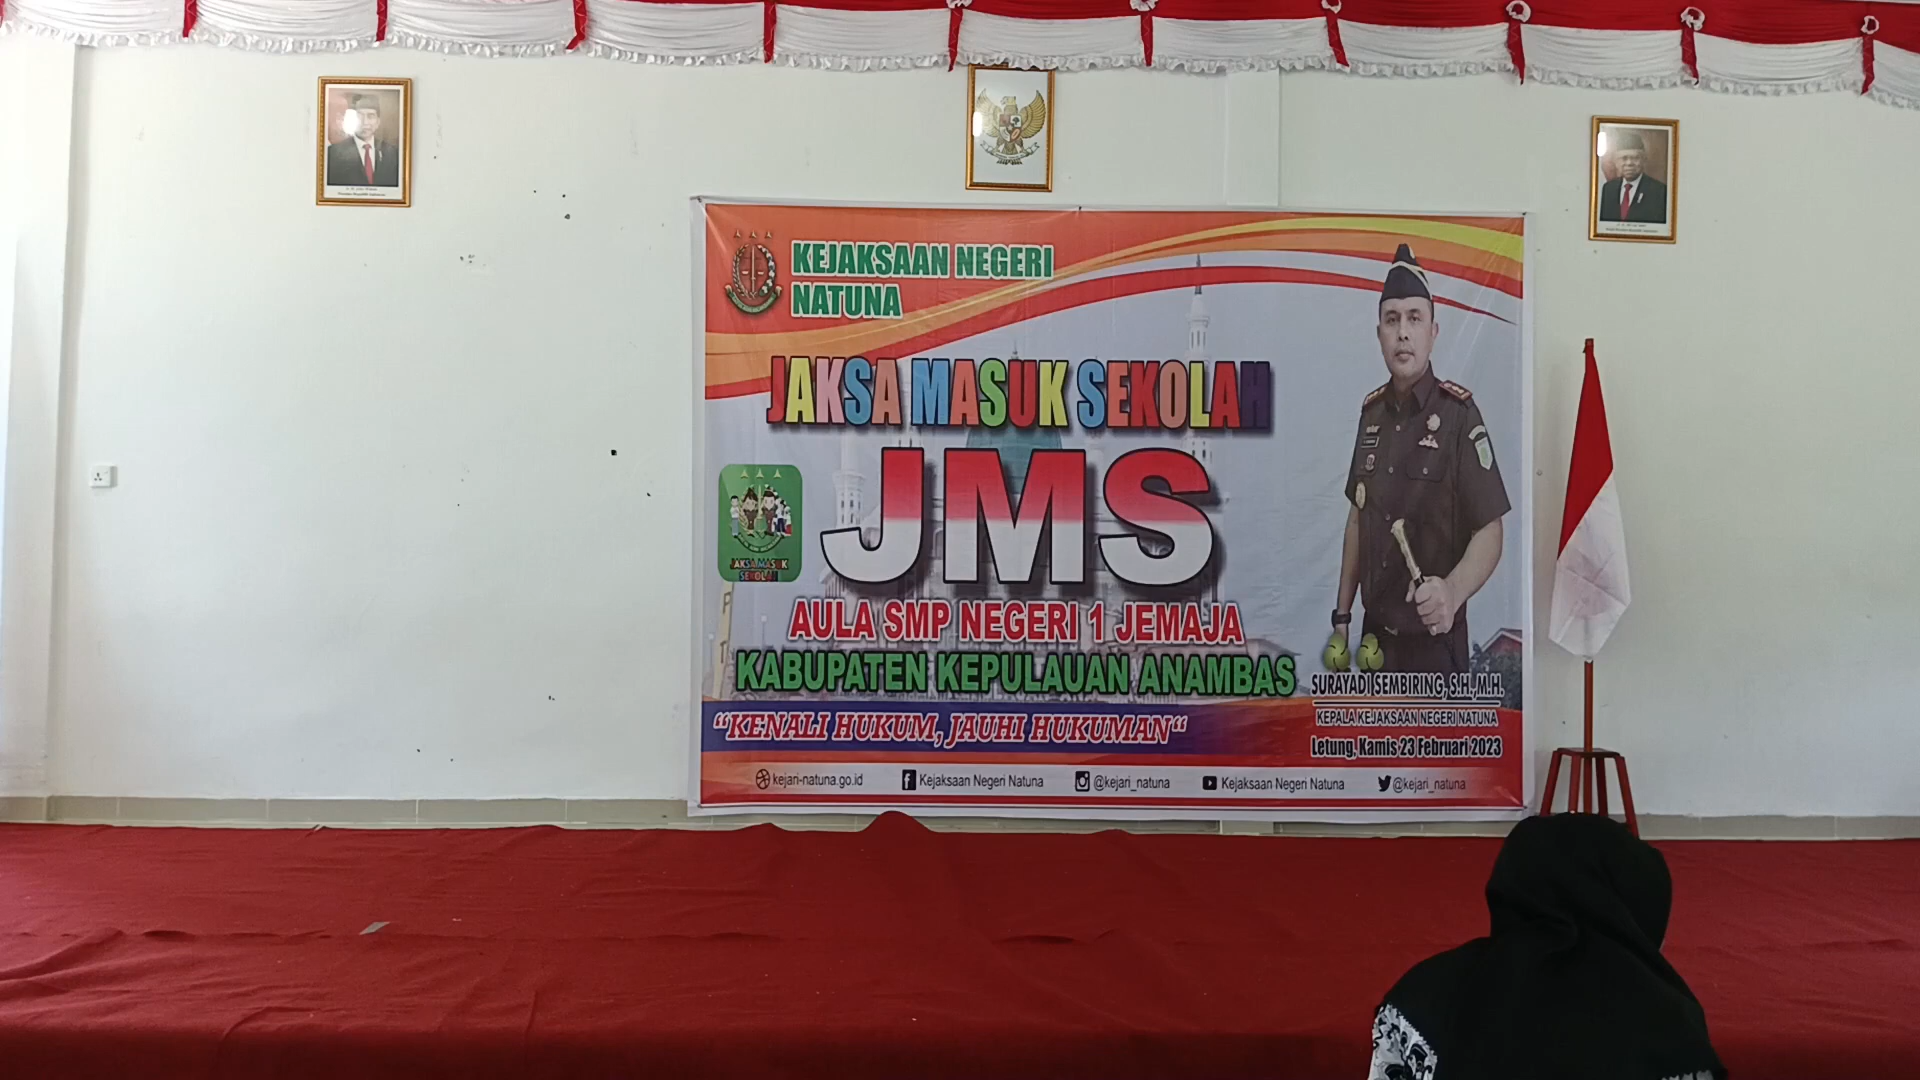 KEJAKSAAN NEGERI
NATUNA
JAKSA MASUK SEKOLAH
JMS
JAKSA MASUK
SEKOLAH
AULA SMP NEGERI 1 JEMAJA
KABUPATEN KEPULAUAN ANAMBAS
"KENALI HUKUM, JAUHI HUKUMAN"
SURAYADI SEMBIRING, S.H., M.H.
KEPALA KEJAKSAAN NEGERI NATUNA
Letung, Kamis 23 Februari 2023
kejari-natuna.go.id
Kejaksaan Negeri Natuna
@kejari_natuna
Kejaksaan Negeri Natuna
@kejari_natuna